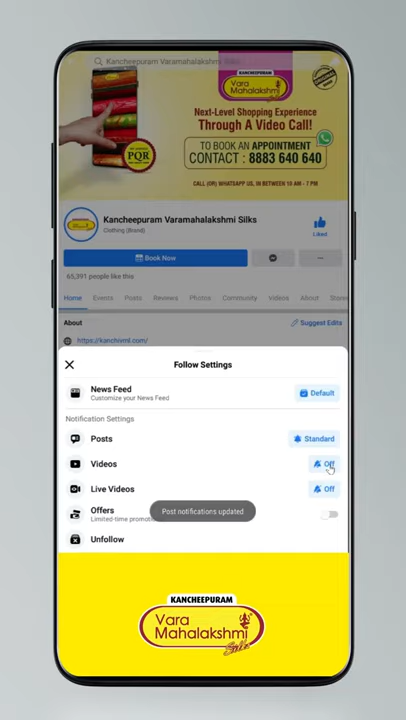 Kancheepuram Varamahalakshmi Silks
KANCHEEPURAM
Vara
Mahalakshmi
Silks
Next-Level Shopping Experience
Through A Video Call!
TO BOOK AN APPOINTMENT
CONTACT : 8883 640 640
PQR
CALL (OR) WHATSAPP US, IN BETWEEN 10 AM - 7 PM
Kancheepuram Varamahalakshmi Silks
Clothing (Brand)
Liked
Book Now
65,391 people like this
Home Events Posts Reviews Photos Community Videos About
About
Suggest Edits
https://kanchivml.com/
Follow Settings
News Feed
Customize your News Feed
Default
Notification Settings
Posts
Standard
Videos
Off
Live Videos
Off
Offers
Limited-time promotio
Post notifications updated
Unfollow
KANCHEEPURAM
Vara
Mahalakshmi
Silks